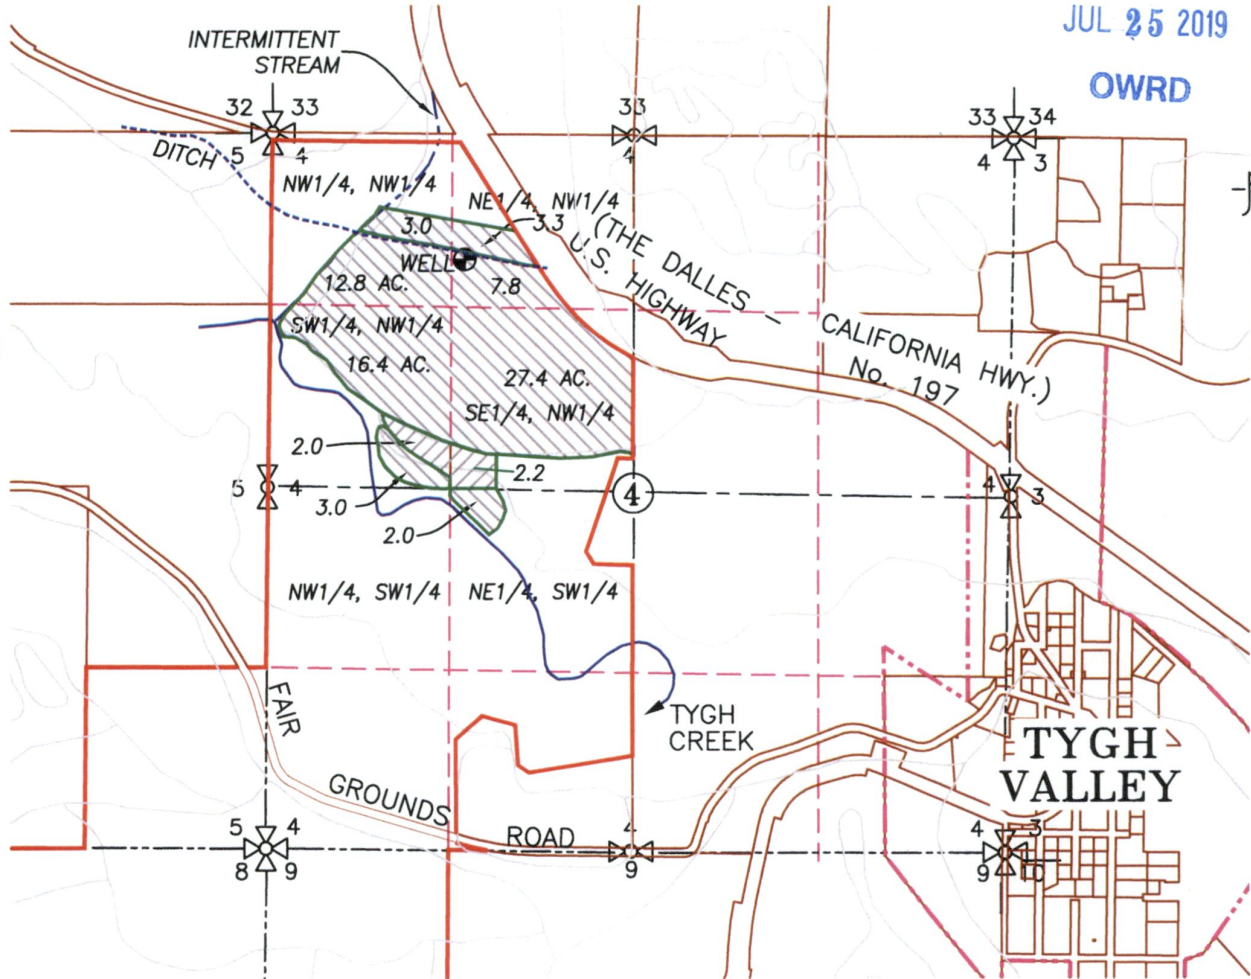 JUL 25 2019
OWRD
INTERMITTENT
STREAM
32 33
5 4
33
4
33 34
4 3
DITCH
NW1/4, NW1/4
NE1/4, NW1/4
3.0
3.3
WELL
12.8 AC.
7.8
(THE DALLES – CALIFORNIA HWY.)
U.S. HIGHWAY No. 197
SW1/4, NW1/4
16.4 AC.
27.4 AC.
SE1/4, NW1/4
2.0
2.2
5 4
4
4 3
3.0
2.0
NW1/4, SW1/4
NE1/4, SW1/4
TYGH
CREEK
FAIR GROUNDS ROAD
TYGH
VALLEY
5 4
8 9
4
9
4 3
9 10